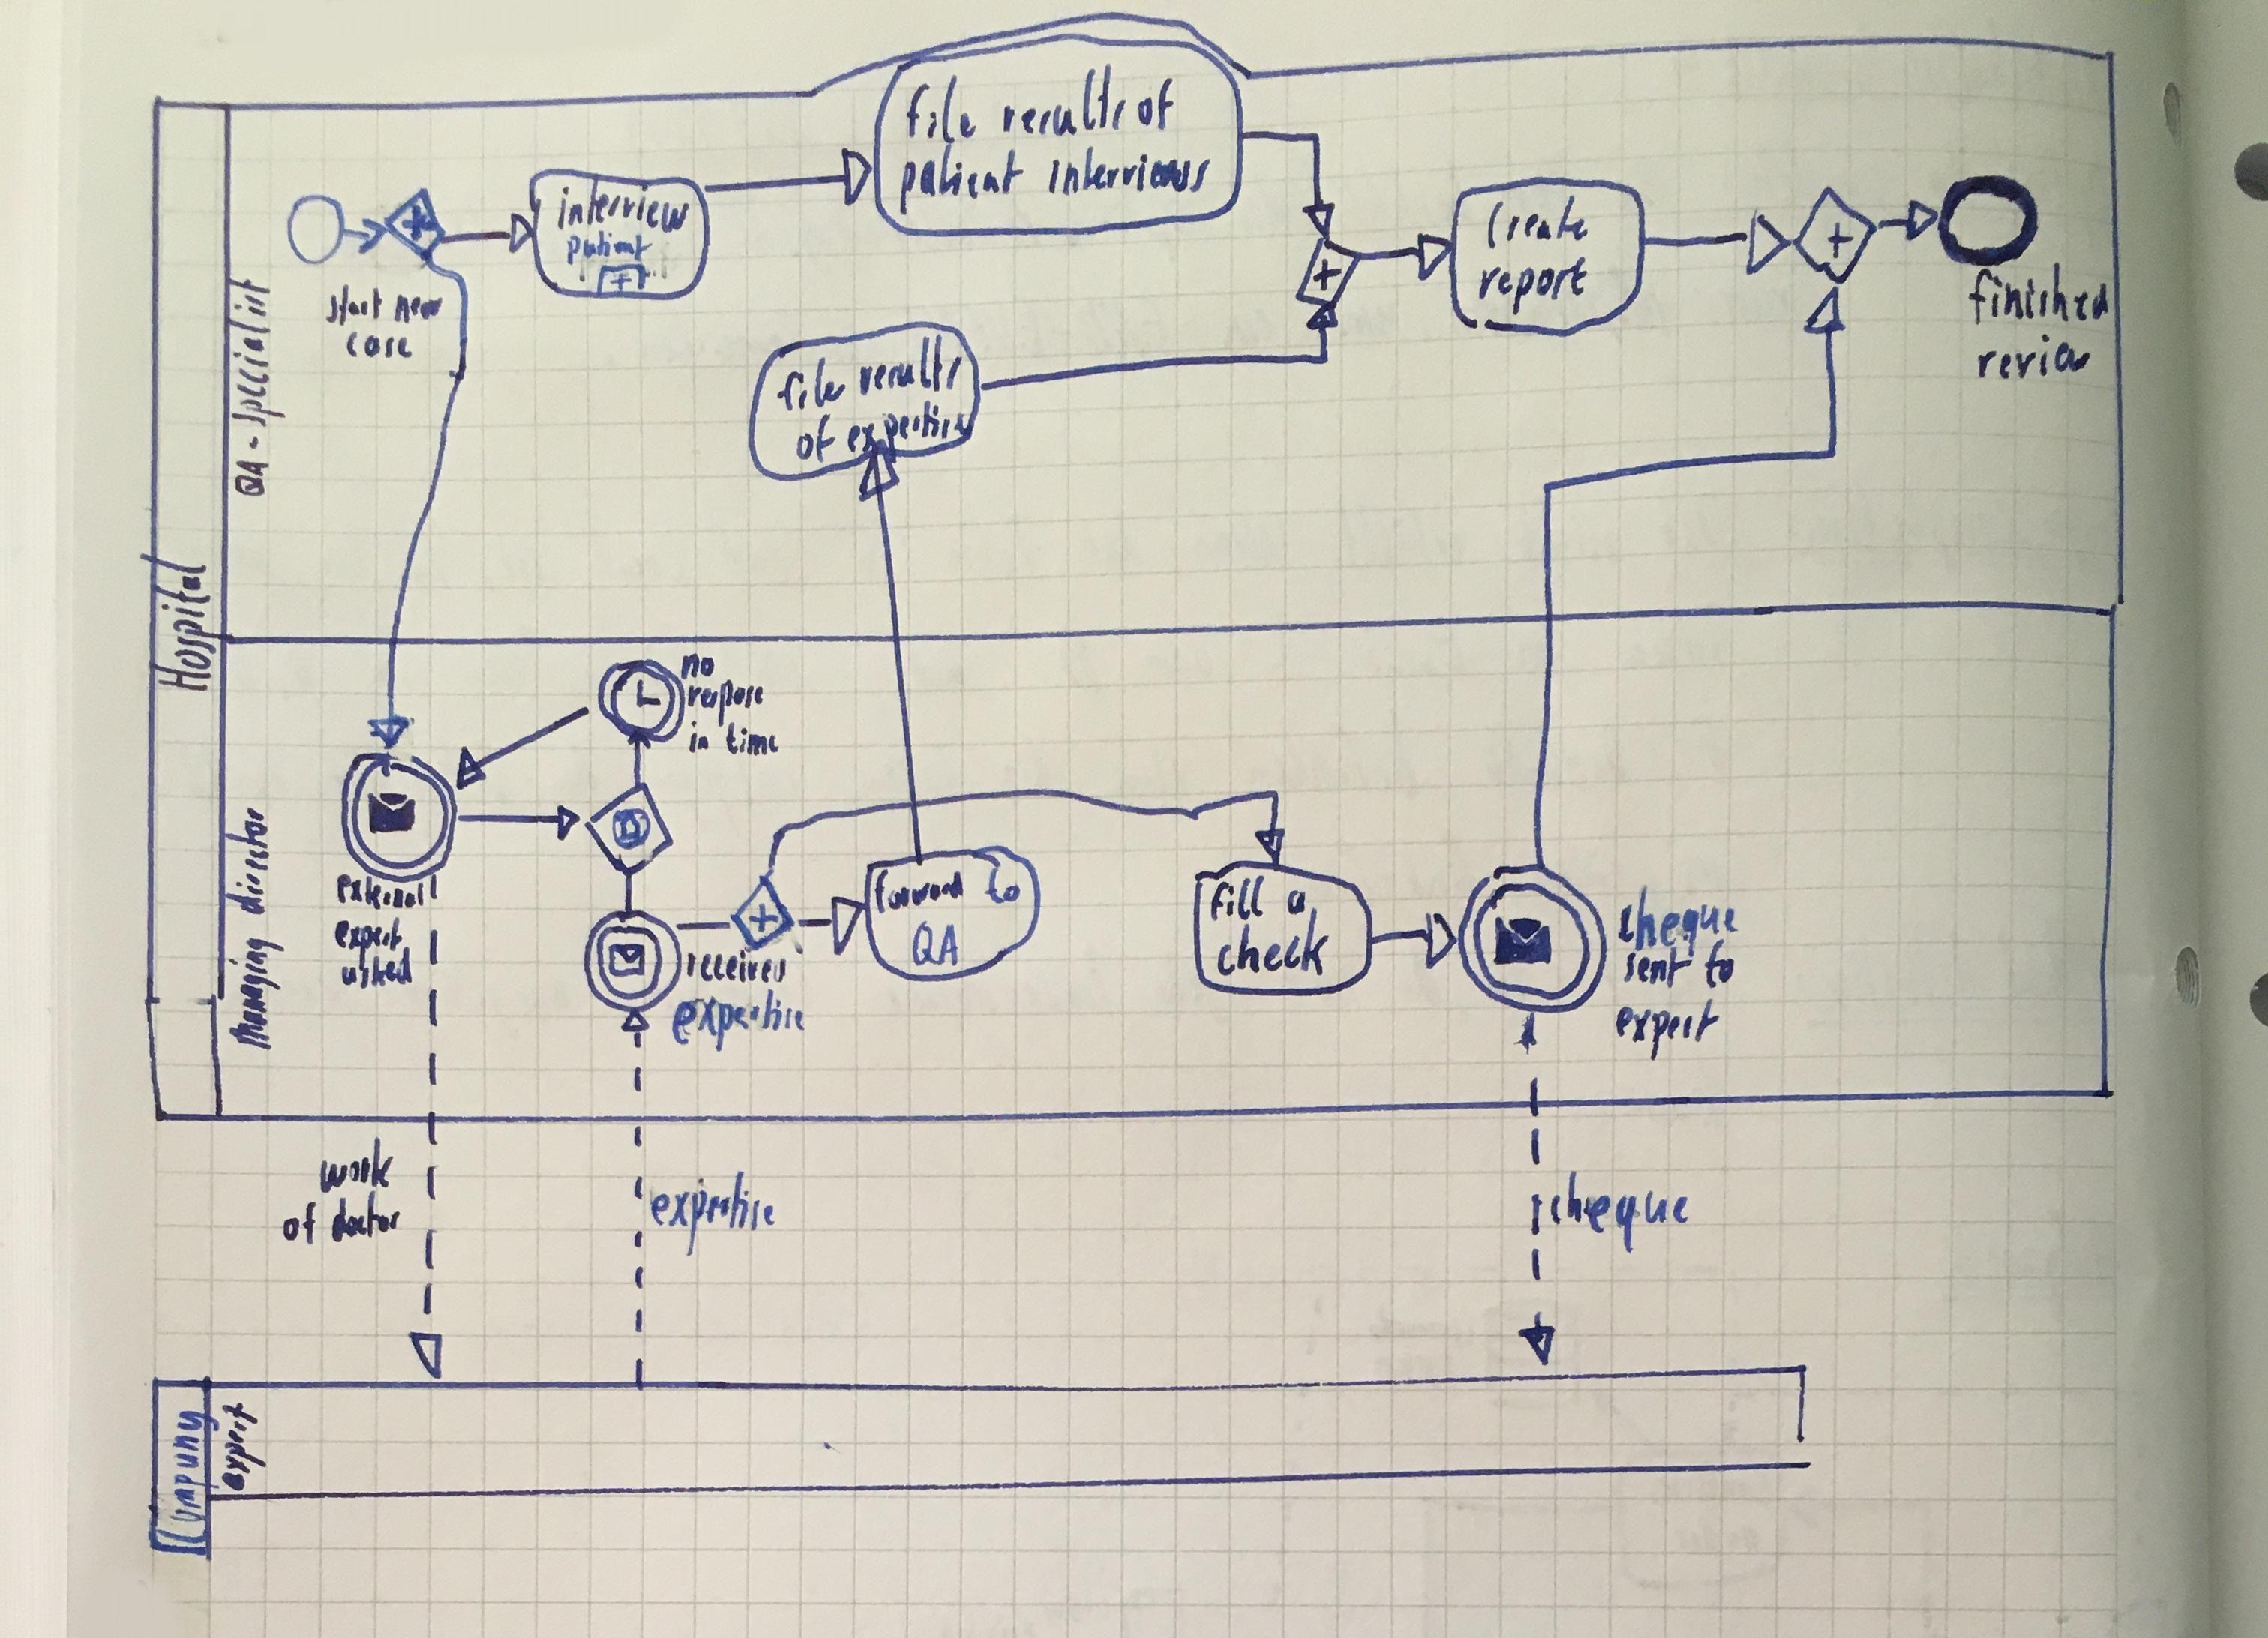 file results of
patient interviews
interview
patient
start new
case
create
report
finished
review
QA - specialist
file results
of expertise
Hospital
no
respose
in time
external
expert
asked
receives
expertise
forward to
QA
fill a
check
cheque
sent to
expert
Managing director
work
of doctor
expertise
cheque
Company
expert